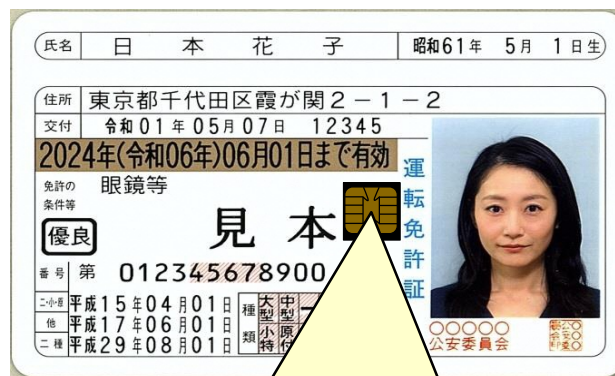 氏名 日本花子 昭和61年 5月 1日生
住所 東京都千代田区霞が関2-1-2
交付 令和01年05月07日 12345
2024年(令和06年)06月01日まで有効
免許の
条件等
眼鏡等
見本
優良
番号 第 012345678900
二・小・原 平成15年04月01日
他 平成17年06月01日
二種 平成29年08月01日
種類
大型 中型
小特 原付
運転免許証
〇〇〇〇〇
公安委員会